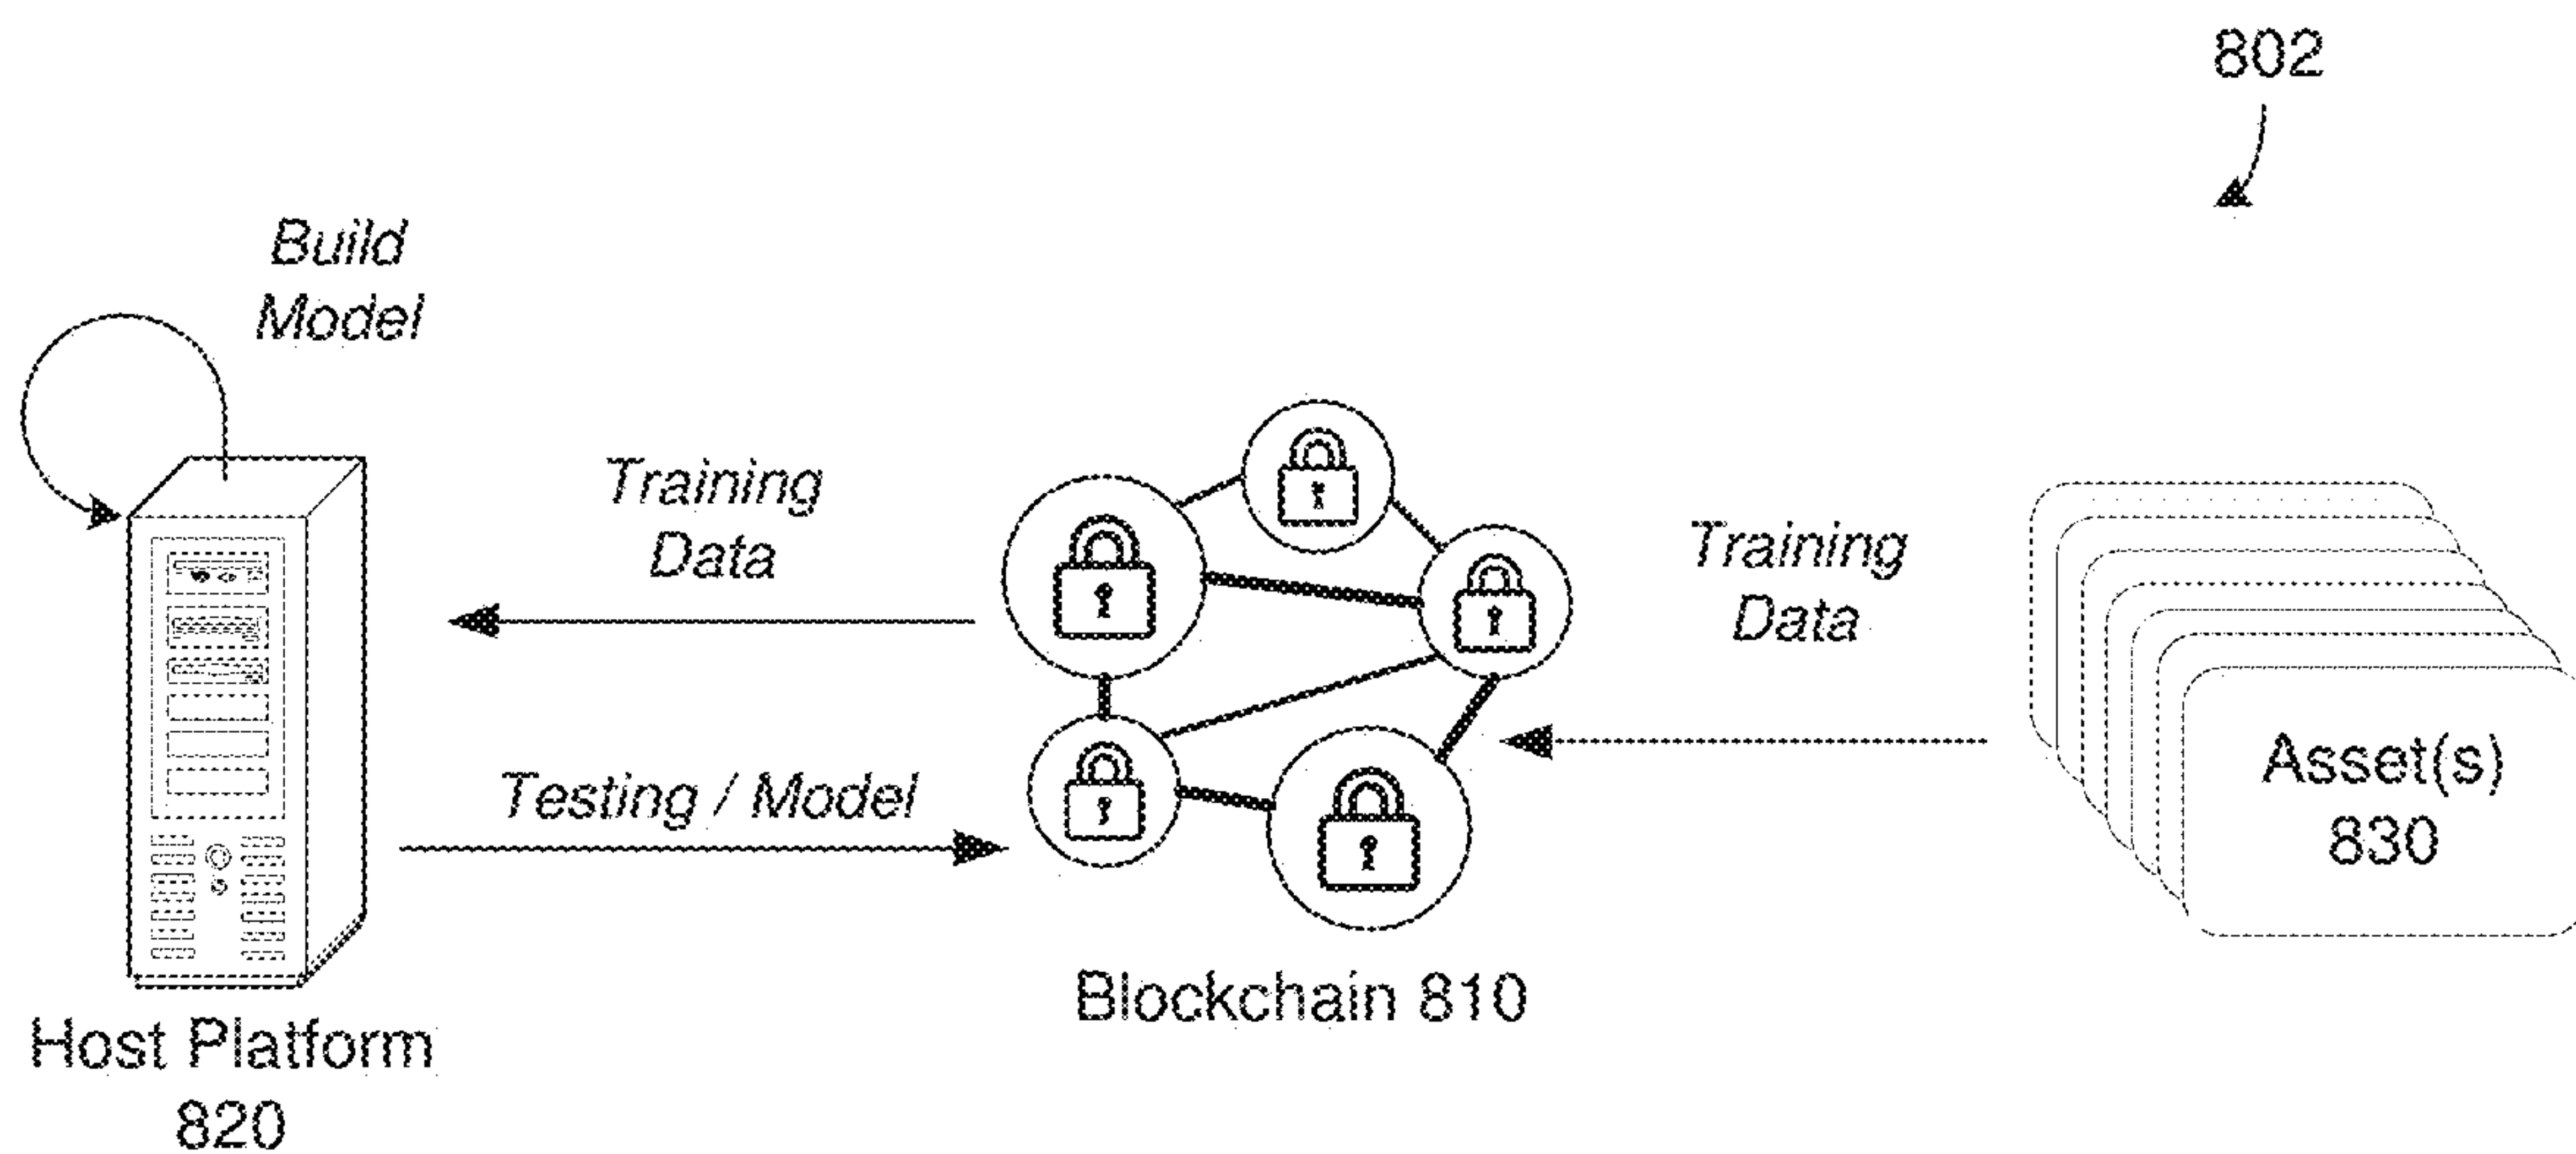 802
Build
Model
Training
Data
Training
Data
Testing / Model
Asset(s)
830
Blockchain 810
Host Platform
820